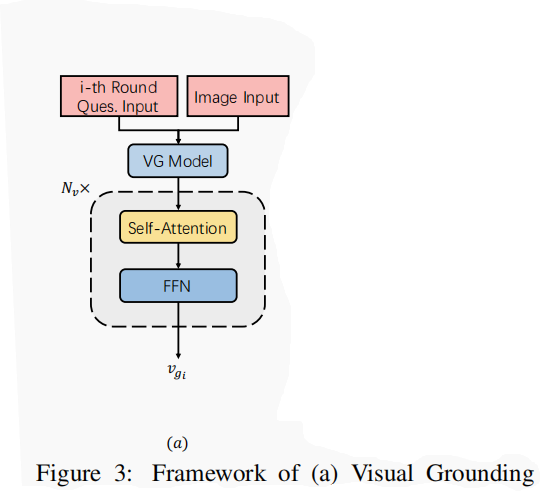 i-th Round
Ques. Input
Image Input
VG Model
N_v×
Self-Attention
FFN
v_{g_i}
(a)
Figure 3: Framework of (a) Visual Grounding